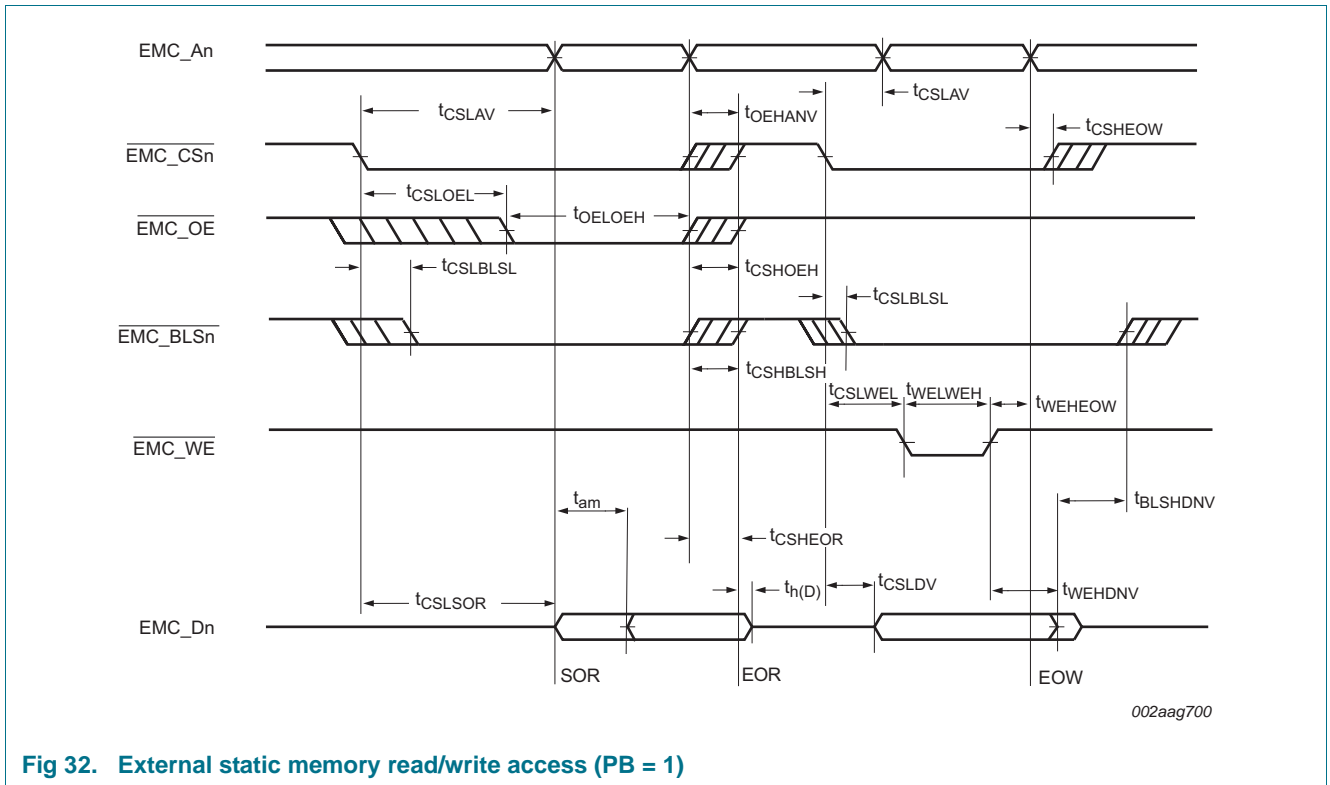 EMC_An
tCSLAV
tOEHANV
tCSLAV
tCSHEOW
EMC_CSn
tCSLOEL
tOELOEH
EMC_OE
tCSLBLSL
tCSHOEH
tCSLBLSL
EMC_BLSn
tCSHBLSH
tCSLWEL
tWELWEH
tWEHEOW
EMC_WE
tam
tBLSHDNV
tCSHEOR
tCSLSOR
th(D)
tCSLDV
tWEHDNV
EMC_Dn
SOR
EOR
EOW
002aag700
Fig 32. External static memory read/write access (PB = 1)